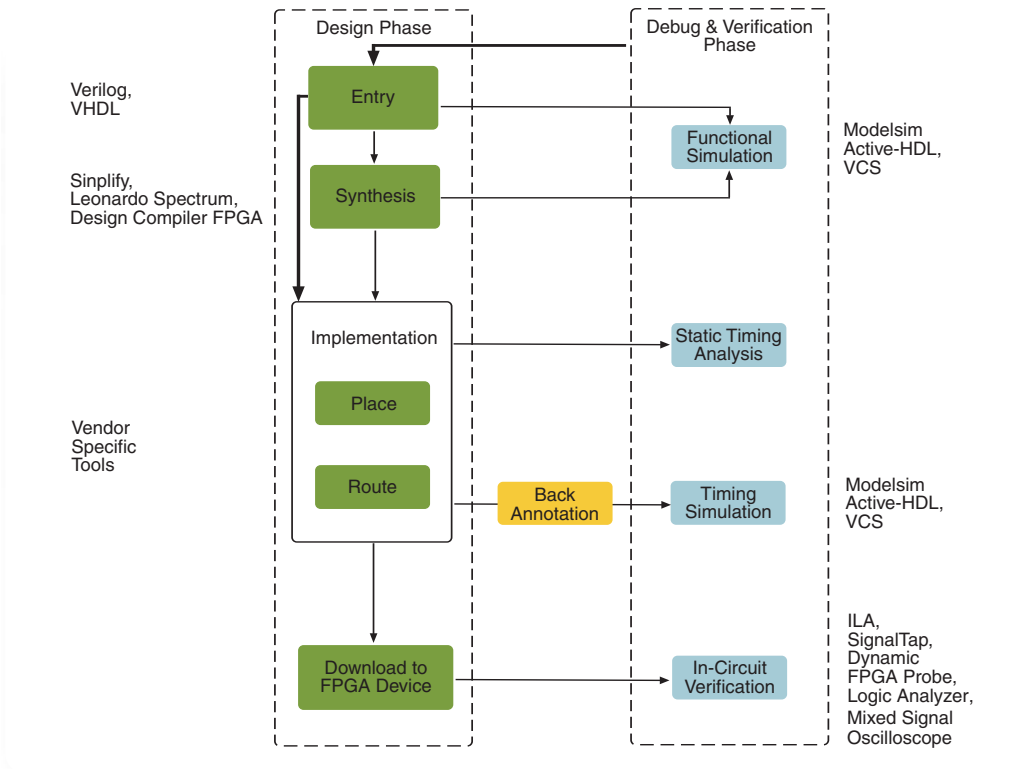 Design Phase
Debug & Verification
Phase
Verilog,
VHDL
Entry
Functional
Simulation
Modelsim
Active-HDL,
VCS
Sinplify,
Leonardo Spectrum,
Design Compiler FPGA
Synthesis
Implementation
Static Timing
Analysis
Place
Vendor
Specific
Tools
Route
Back
Annotation
Timing
Simulation
Modelsim
Active-HDL,
VCS
Download to
FPGA Device
In-Circuit
Verification
ILA,
SignalTap,
Dynamic
FPGA Probe,
Logic Analyzer,
Mixed Signal
Oscilloscope